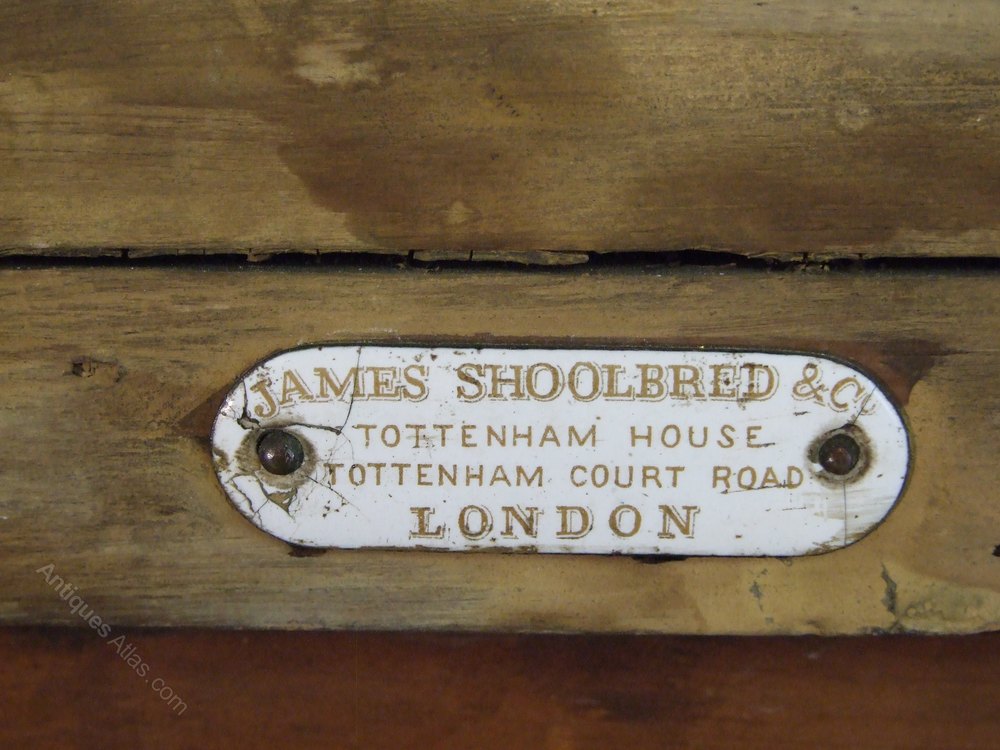 JAMES SHOOLBRED & Co
TOTTENHAM HOUSE
TOTTENHAM COURT ROAD
LONDON
Antiques Atlas.com